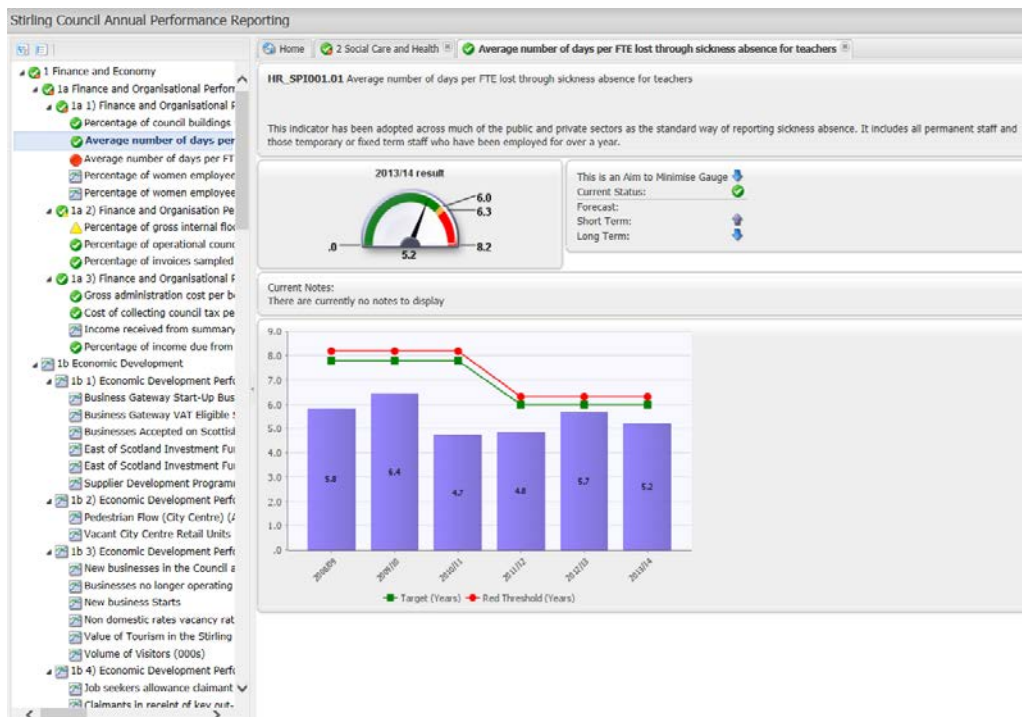 Stirling Council Annual Performance Reporting
1 Finance and Economy
1a Finance and Organisational Perforn
1a 1) Finance and Organisational P
Percentage of council buildings
Average number of days per
Average number of days per FT
Percentage of women employee
Percentage of women employee
1a 2) Finance and Organisation Pe
Percentage of gross internal floo
Percentage of operational counc
Percentage of invoices sampled
1a 3) Finance and Organisational P
Gross administration cost per be
Cost of collecting council tax pe
Income received from summary
Percentage of income due from
1b Economic Development
1b 1) Economic Development Perfo
Business Gateway Start-Up Bus
Business Gateway VAT Eligible S
Businesses Accepted on Scottish
East of Scotland Investment Fun
East of Scotland Investment Fun
Supplier Development Programm
1b 2) Economic Development Perfo
Pedestrian Flow (City Centre) (A
Vacant City Centre Retail Units
1b 3) Economic Development Perfo
New businesses in the Council a
Businesses no longer operating
New business Starts
Non domestic rates vacancy rat
Value of Tourism in the Stirling
Volume of Visitors (000s)
1b 4) Economic Development Perfo
Job seekers allowance claimant
Claimants in receipt of key out-
Home
2 Social Care and Health
Average number of days per FTE lost through sickness absence for teachers
HR_SPI001.01 Average number of days per FTE lost through sickness absence for teachers
This indicator has been adopted across much of the public and private sectors as the standard way of reporting sickness absence. It includes all permanent staff and
those temporary or fixed term staff who have been employed for over a year.
2013/14 result
6.0
6.3
.0
8.2
5.2
This is an Aim to Minimise Gauge
Current Status:
Forecast:
Short Term:
Long Term:
Current Notes:
There are currently no notes to display
9.0
8.0
7.0
6.0
5.0
4.0
3.0
2.0
1.0
.0
5.8
6.4
4.7
4.8
5.7
5.2
2008/09
2009/10
2010/11
2011/12
2012/13
2013/14
Target (Years)
Red Threshold (Years)